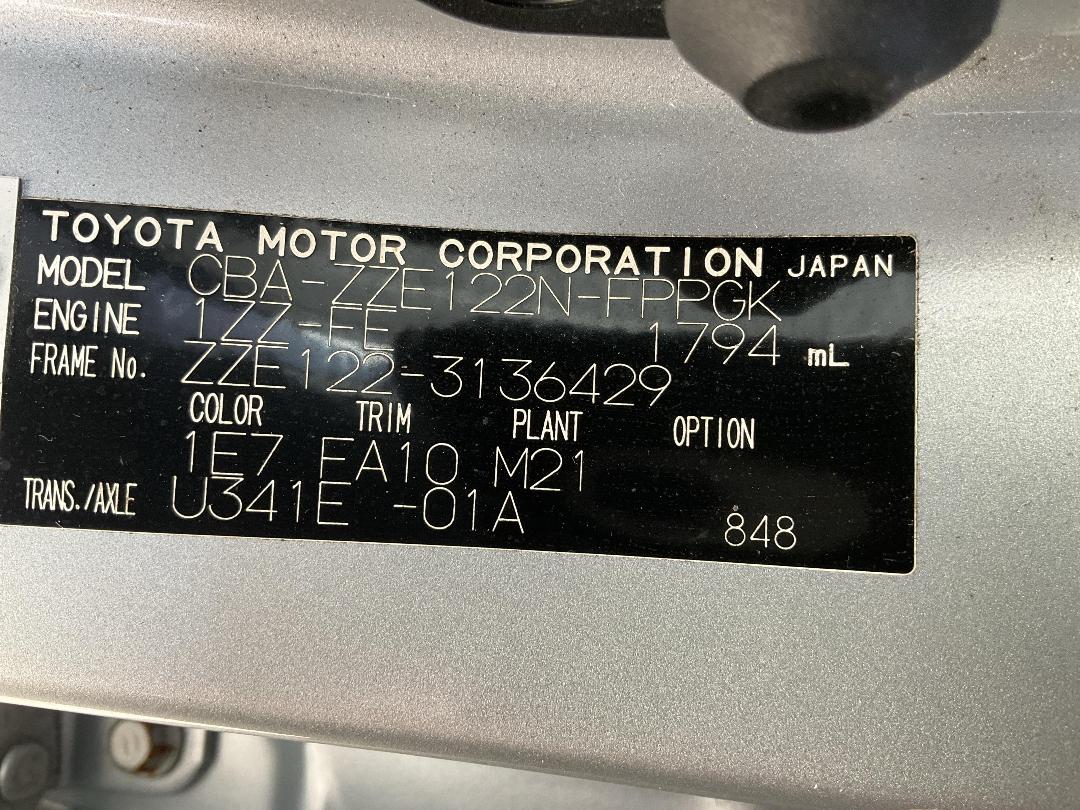 TOYOTA MOTOR CORPORATION JAPAN
MODEL CBA-ZZE122N-FPPGK
ENGINE 1ZZ-FE 1794 mL
FRAME No. ZZE122-3136429
COLOR TRIM PLANT OPTION
1E7 FA10 M21
TRANS./AXLE U341E -01A 848